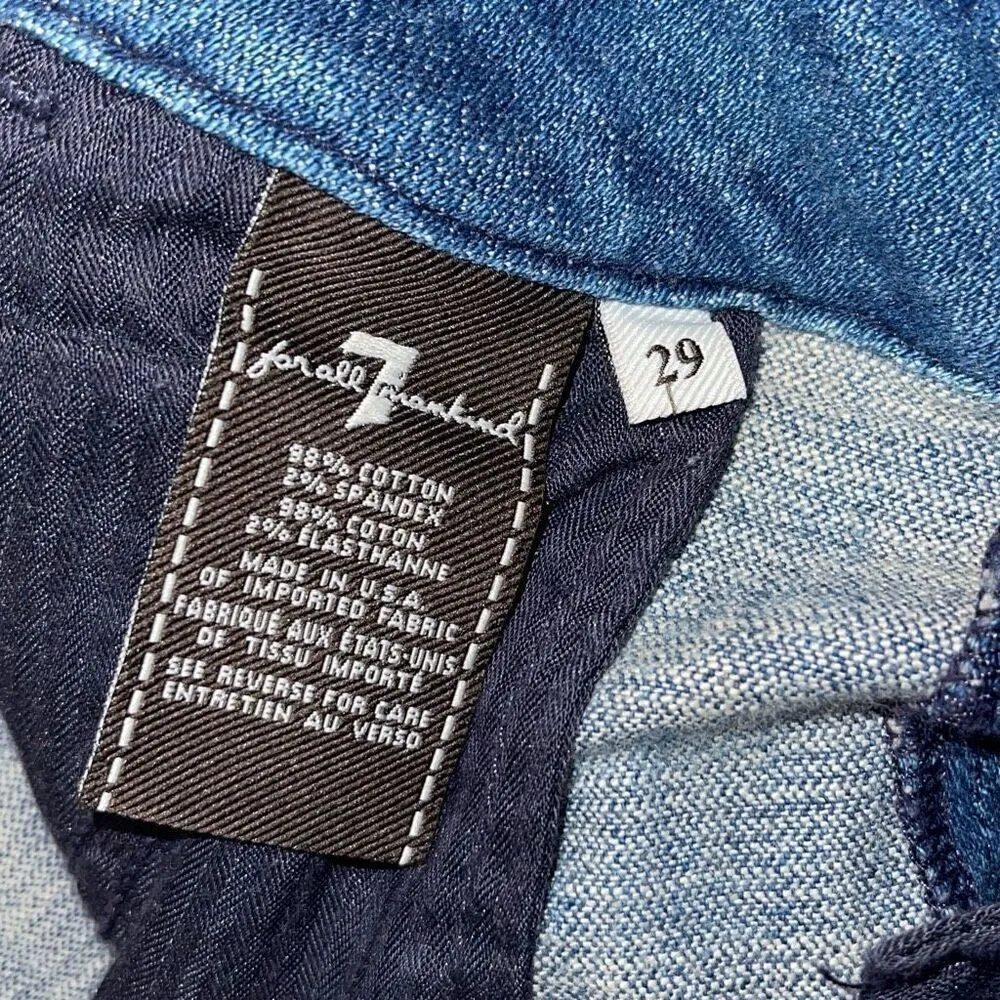 for all 7 mankind
98% COTTON
2% SPANDEX
98% COTON
2% ELASTHANNE
MADE IN U.S.A.
OF IMPORTED FABRIC
FABRIQUÉ AUX ÉTATS-UNIS
DE TISSU IMPORTÉ
SEE REVERSE FOR CARE
ENTRETIEN AU VERSO
29